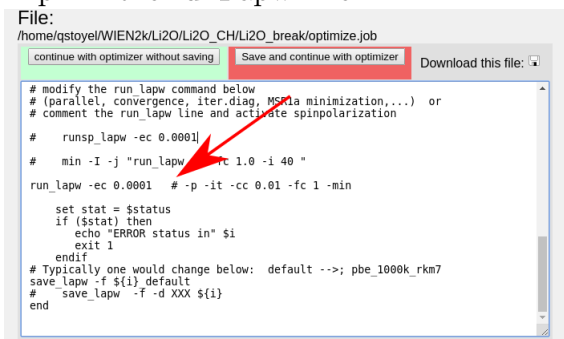 File:
/home/qstoyel/WIEN2k/Li2O/Li2O_CH/Li2O_break/optimize.job
continue with optimizer without saving Save and continue with optimizer Download this file:
# modify the run_lapw command below
# (parallel, convergence, iter.diag, MSR1a minimization,...) or
# comment the run_lapw line and activate spinpolarization
# runsp_lapw -ec 0.0001
# min -I -j "run_lapw 1.0 -i 40 "
run_lapw -ec 0.0001 # -p -it -cc 0.01 -fc 1 -min
set stat = $status
if ($stat) then
echo "ERROR status in" $i
exit 1
endif
# Typically one would change below: default -->; pbe_1000k_rkm7
save_lapw -f ${i}_default
# save_lapw -f -d XXX ${i}
end